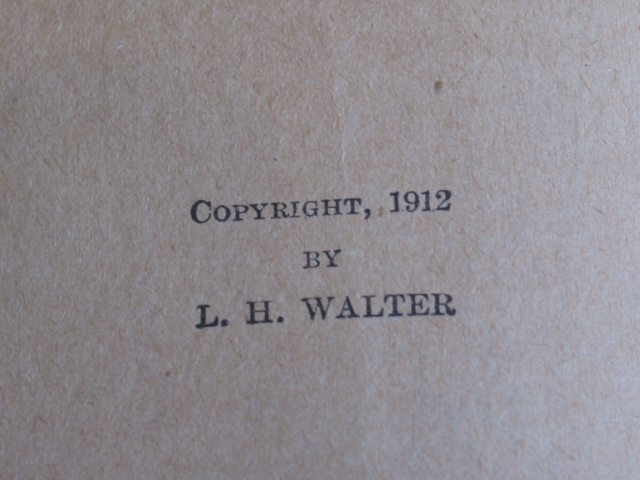 Copyright, 1912
BY
L. H. WALTER